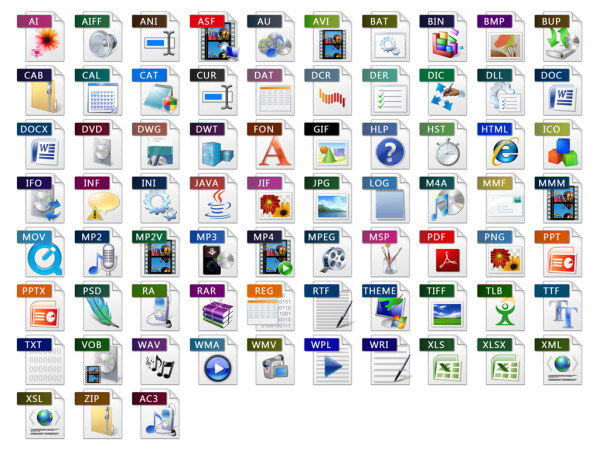 AI AIFF ANI ASF AU AVI BAT BIN BMP BUP
CAB CAL CAT CUR DAT DCR DER DIC DLL DOC
DOCX DVD DWG DWT FON GIF HLP HST HTML ICO
IFO INF INI JAVA JIF JPG LOG M4A MMF MMM
MOV MP2 MP2V MP3 MP4 MPEG MSP PDF PNG PPT
PPTX PSD RA RAR REG RTF THEME TIFF TLB TTF
TXT VOB WAV WMA WMV WPL WRI XLS XLSX XML
XSL ZIP AC3